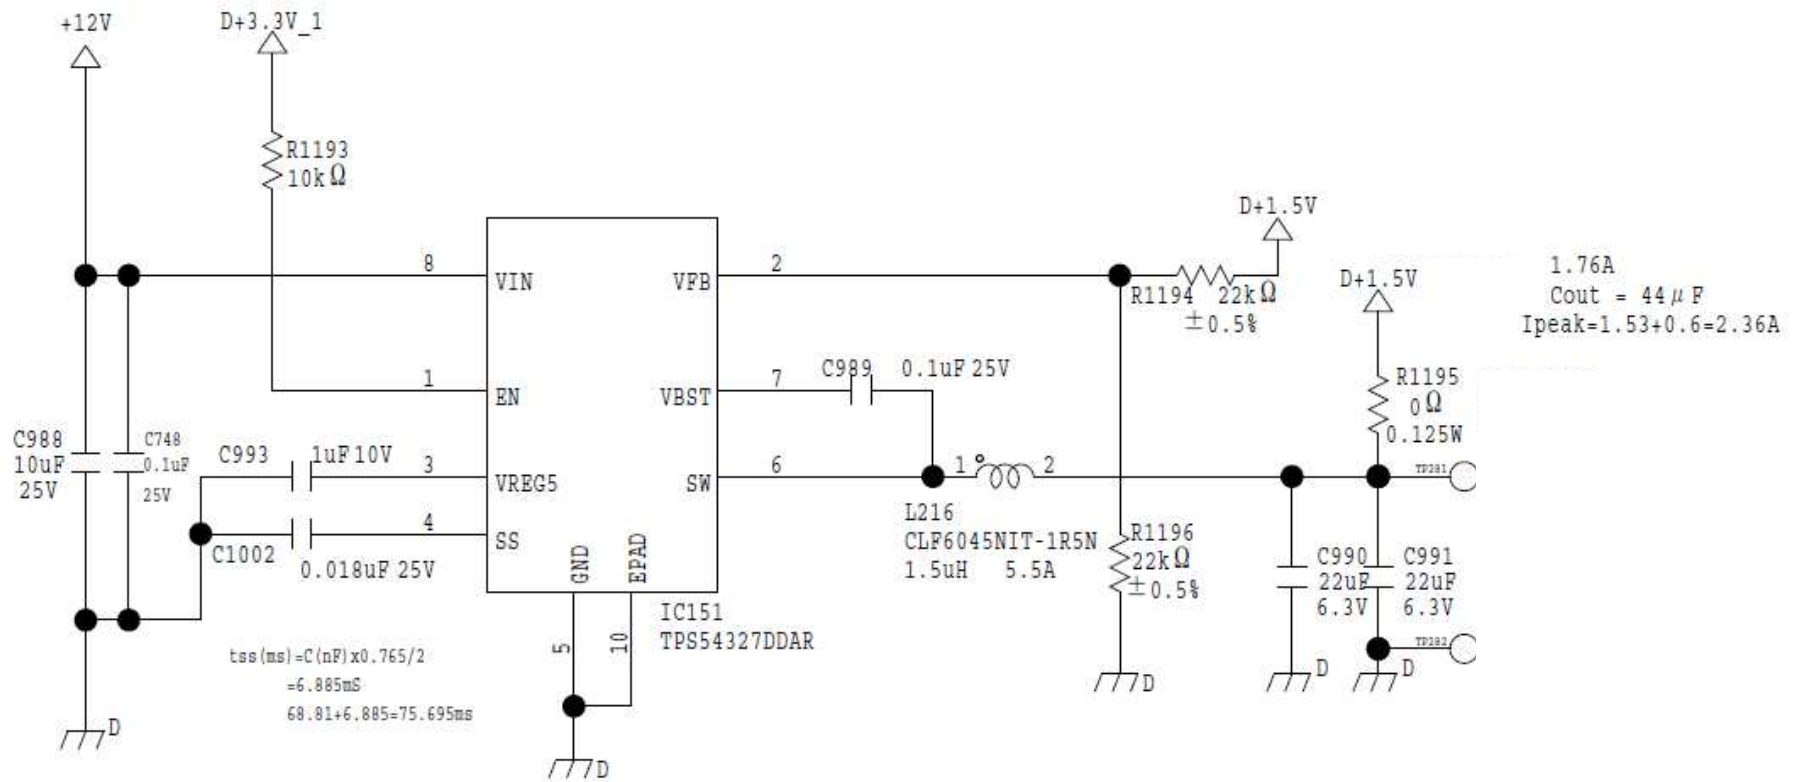 +12V
D+3.3V_1
R1193
10kΩ
D+1.5V
8
VIN
2
VFB
R1194 22kΩ
±0.5%
D+1.5V
1.76A
Cout = 44μF
Ipeak=1.53+0.6=2.36A
1
EN
7
VBST
C989 0.1uF 25V
R1195
0Ω
0.125W
C988
10uF
25V
C748
0.1uF
25V
C993 1uF 10V
3
VREG5
6
SW
1
2
TP281
4
SS
C1002
0.018uF 25V
GND
EPAD
L216
CLF6045NIT-1R5N
1.5uH 5.5A
R1196
22kΩ
±0.5%
C990
22uF
6.3V
C991
22uF
6.3V
IC151
TPS54327DDAR
5
10
TP282
tss(ms)=C(nF)x0.765/2
=6.885mS
68.81+6.885=75.695ms
D
D
D
D
D